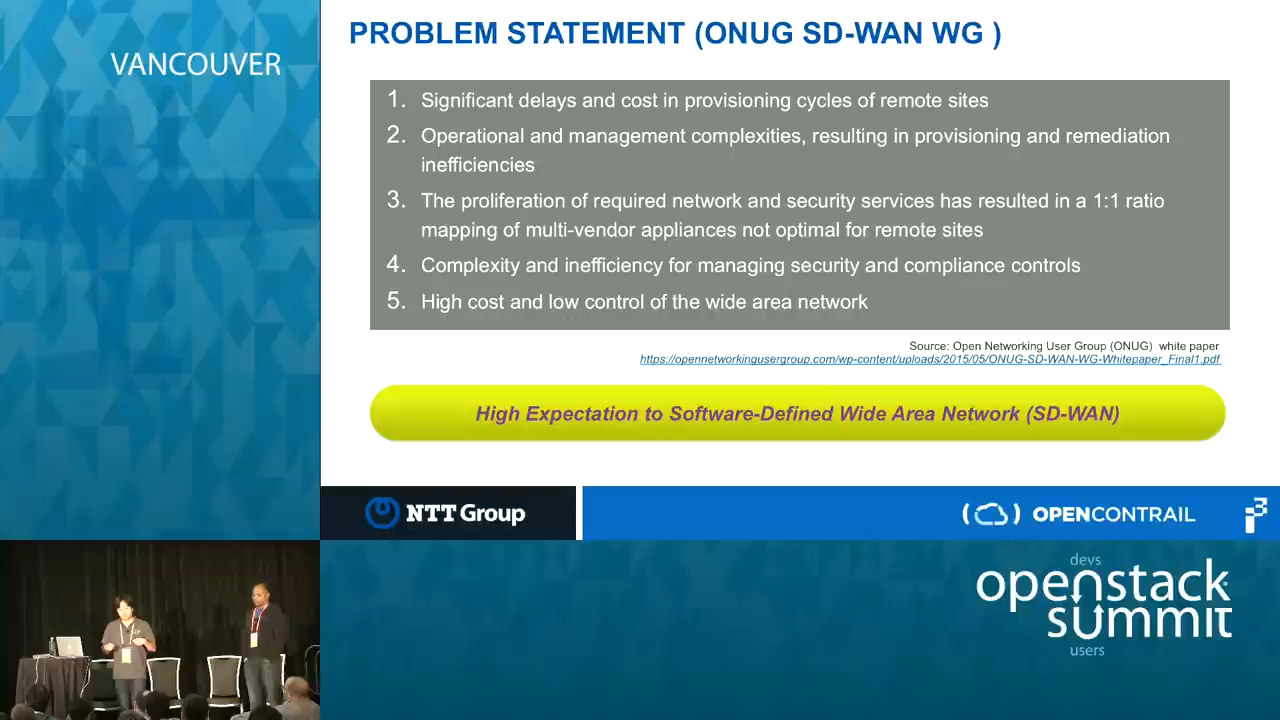 VANCOUVER
PROBLEM STATEMENT (ONUG SD-WAN WG )
1. Significant delays and cost in provisioning cycles of remote sites
2. Operational and management complexities, resulting in provisioning and remediation
inefficiencies
3. The proliferation of required network and security services has resulted in a 1:1 ratio
mapping of multi-vendor appliances not optimal for remote sites
4. Complexity and inefficiency for managing security and compliance controls
5. High cost and low control of the wide area network
Source: Open Networking User Group (ONUG) white paper
https://opennetworkingusergroup.com/wp-content/uploads/2015/05/ONUG-SD-WAN-WG-Whitepaper_Final1.pdf
High Expectation to Software-Defined Wide Area Network (SD-WAN)
NTT Group
OPENCONTRAIL
i3
devs
openstack
summit
users